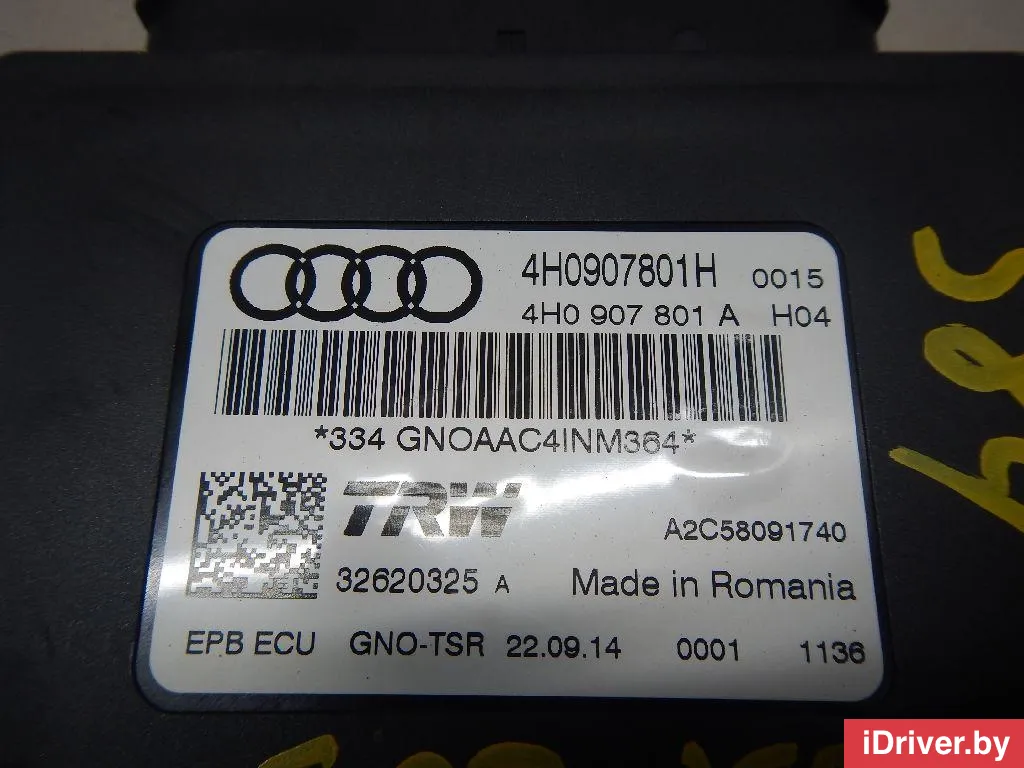 4H0907801H 0015
4H0 907 801 A H04
*334 GNOAAC4INM364*
TRW A2C58091740
32620325 A Made in Romania
EPB ECU GNO-TSR 22.09.14 0001 1136
iDriver.by